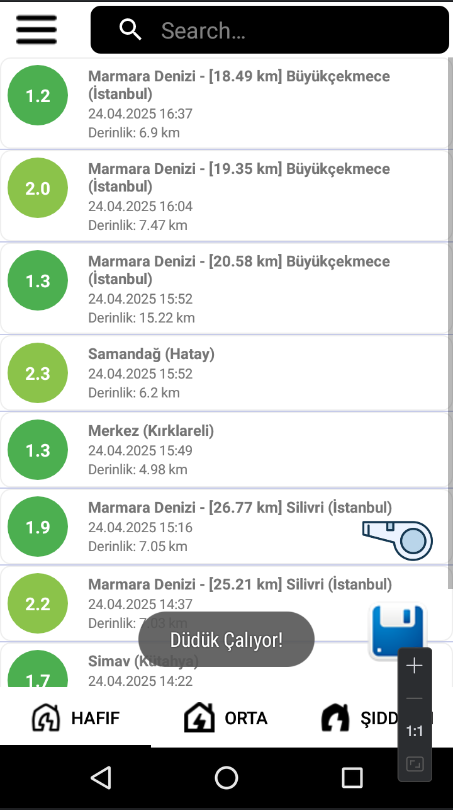 Search...
1.2
Marmara Denizi - [18.49 km] Büyükçekmece
(İstanbul)
24.04.2025 16:37
Derinlik: 6.9 km
2.0
Marmara Denizi - [19.35 km] Büyükçekmece
(İstanbul)
24.04.2025 16:04
Derinlik: 7.47 km
1.3
Marmara Denizi - [20.58 km] Büyükçekmece
(İstanbul)
24.04.2025 15:52
Derinlik: 15.22 km
2.3
Samandağ (Hatay)
24.04.2025 15:52
Derinlik: 6.2 km
1.3
Merkez (Kırklareli)
24.04.2025 15:49
Derinlik: 4.98 km
1.9
Marmara Denizi - [26.77 km] Silivri (İstanbul)
24.04.2025 15:16
Derinlik: 7.05 km
2.2
Marmara Denizi - [25.21 km] Silivri (İstanbul)
24.04.2025 14:37
Derinlik: 7.03 km
Düdük Çalıyor!
1.7
Simav (Kütahya)
24.04.2025 14:22
HAFIF
ORTA
1:1